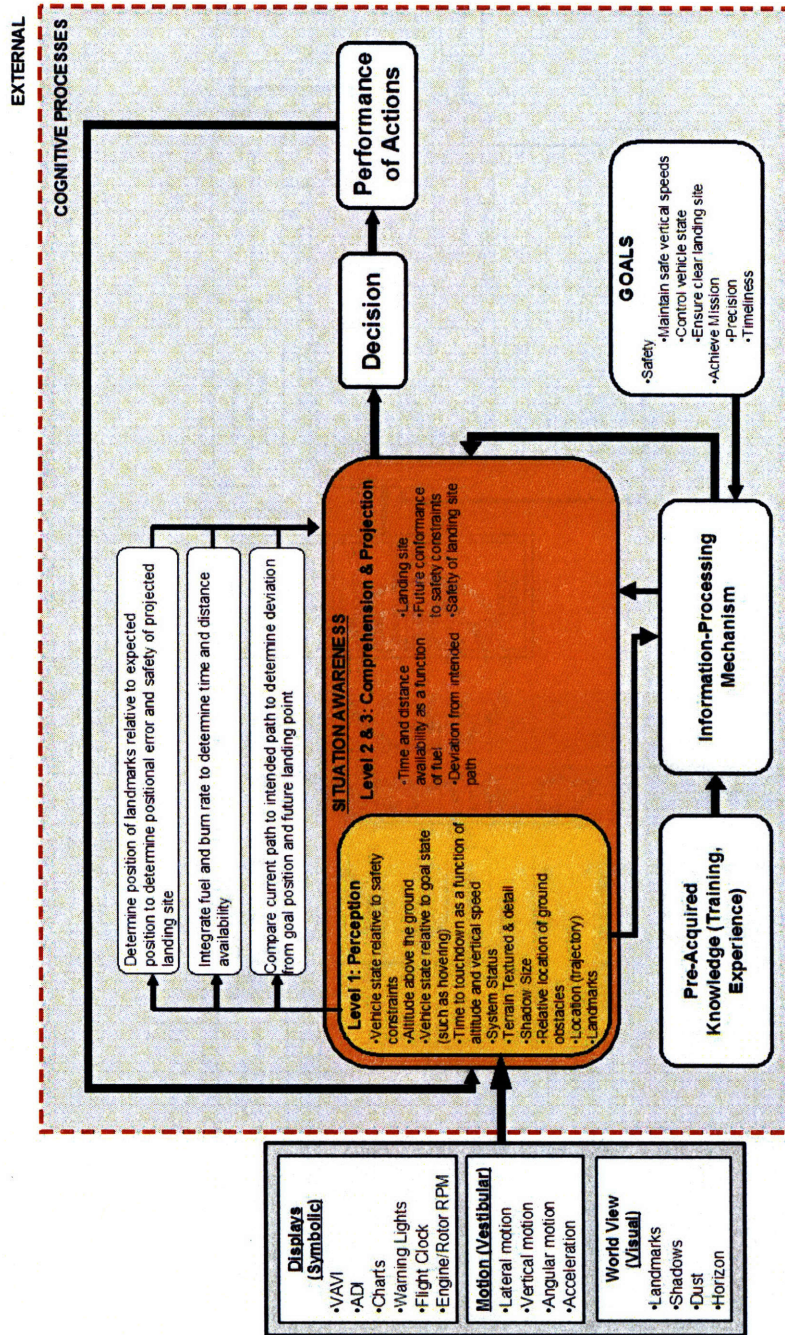 EXTERNAL
COGNITIVE PROCESSES
Displays
(Symbolic)
•VAVI
•ADI
•Charts
•Warning Lights
•Flight Clock
•Engine/Rotor RPM
Motion (Vestibular)
•Lateral motion
•Vertical motion
•Angular motion
•Acceleration
World View
(Visual)
•Landmarks
•Shadows
•Dust
•Horizon
Determine position of landmarks relative to expected
position to determine positional error and safety of projected
landing site
Integrate fuel and burn rate to determine time and distance
availability
Compare current path to intended path to determine deviation
from goal position and future landing point
SITUATION AWARENESS
Level 1: Perception
•Vehicle state relative to safety
constraints
•Altitude above the ground
•Vehicle state relative to goal state
(such as hovering)
•Time to touchdown as a function of
altitude and vertical speed
•System Status
•Terrain Textured & detail
•Shadow Size
•Relative location of ground
obstacles
•Location (trajectory)
•Landmarks
Level 2 & 3: Comprehension & Projection
•Time and distance
availability as a function
of fuel
•Deviation from intended
path
•Landing site
•Future conformance
to safety constraints
•Safety of landing site
Decision
Performance
of Actions
Pre-Acquired
Knowledge (Training,
Experience)
Information-Processing
Mechanism
GOALS
•Safety
•Maintain safe vertical speeds
•Control vehicle state
•Ensure clear landing site
•Achieve Mission
•Precision
•Timeliness